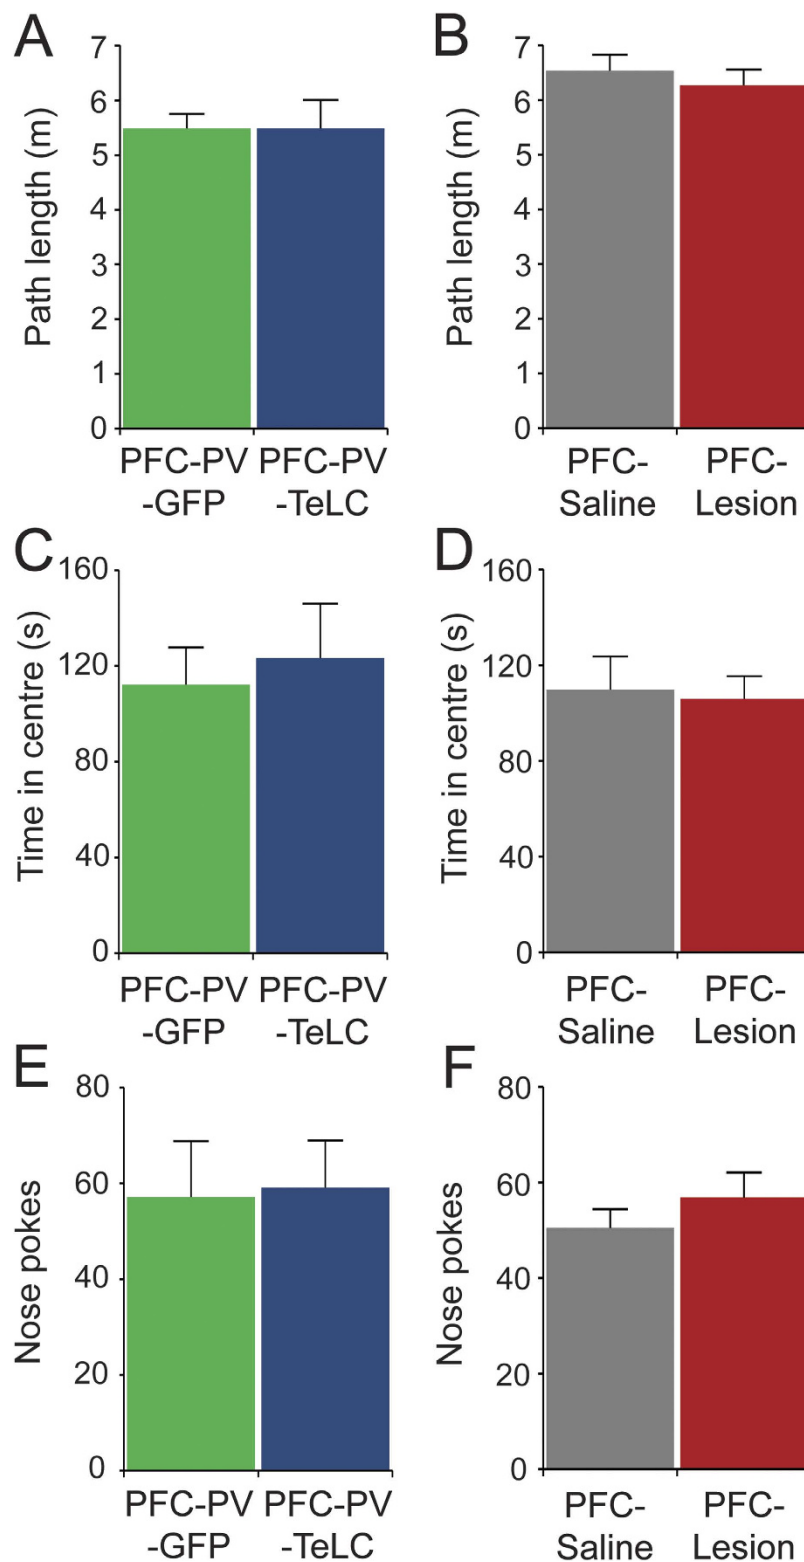 A
Path length (m)
7
6
5
4
3
2
1
0
PFC-PV PFC-PV
-GFP -TeLC
B
Path length (m)
7
6
5
4
3
2
1
0
PFC- PFC-
Saline Lesion
C
Time in centre (s)
160
120
80
40
0
PFC-PV PFC-PV
-GFP -TeLC
D
Time in centre (s)
160
120
80
40
0
PFC- PFC-
Saline Lesion
E
Nose pokes
80
60
40
20
0
PFC-PV PFC-PV
-GFP -TeLC
F
Nose pokes
80
60
40
20
0
PFC- PFC-
Saline Lesion